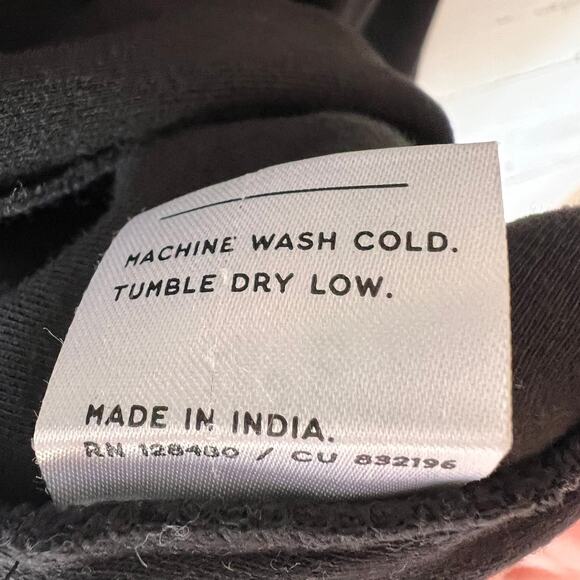 MACHINE WASH COLD.
TUMBLE DRY LOW.
MADE IN INDIA.
RN 128480 / CU 832196